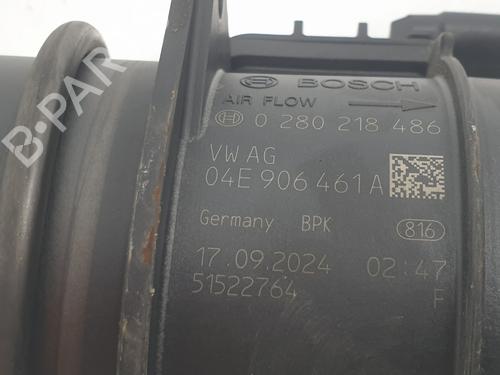 BOSCH
AIR FLOW
0 280 218 486
VW AG
04E 906 461 A
Germany BPK 816
17.09.2024 02:47
51522764 F
B-PARTS